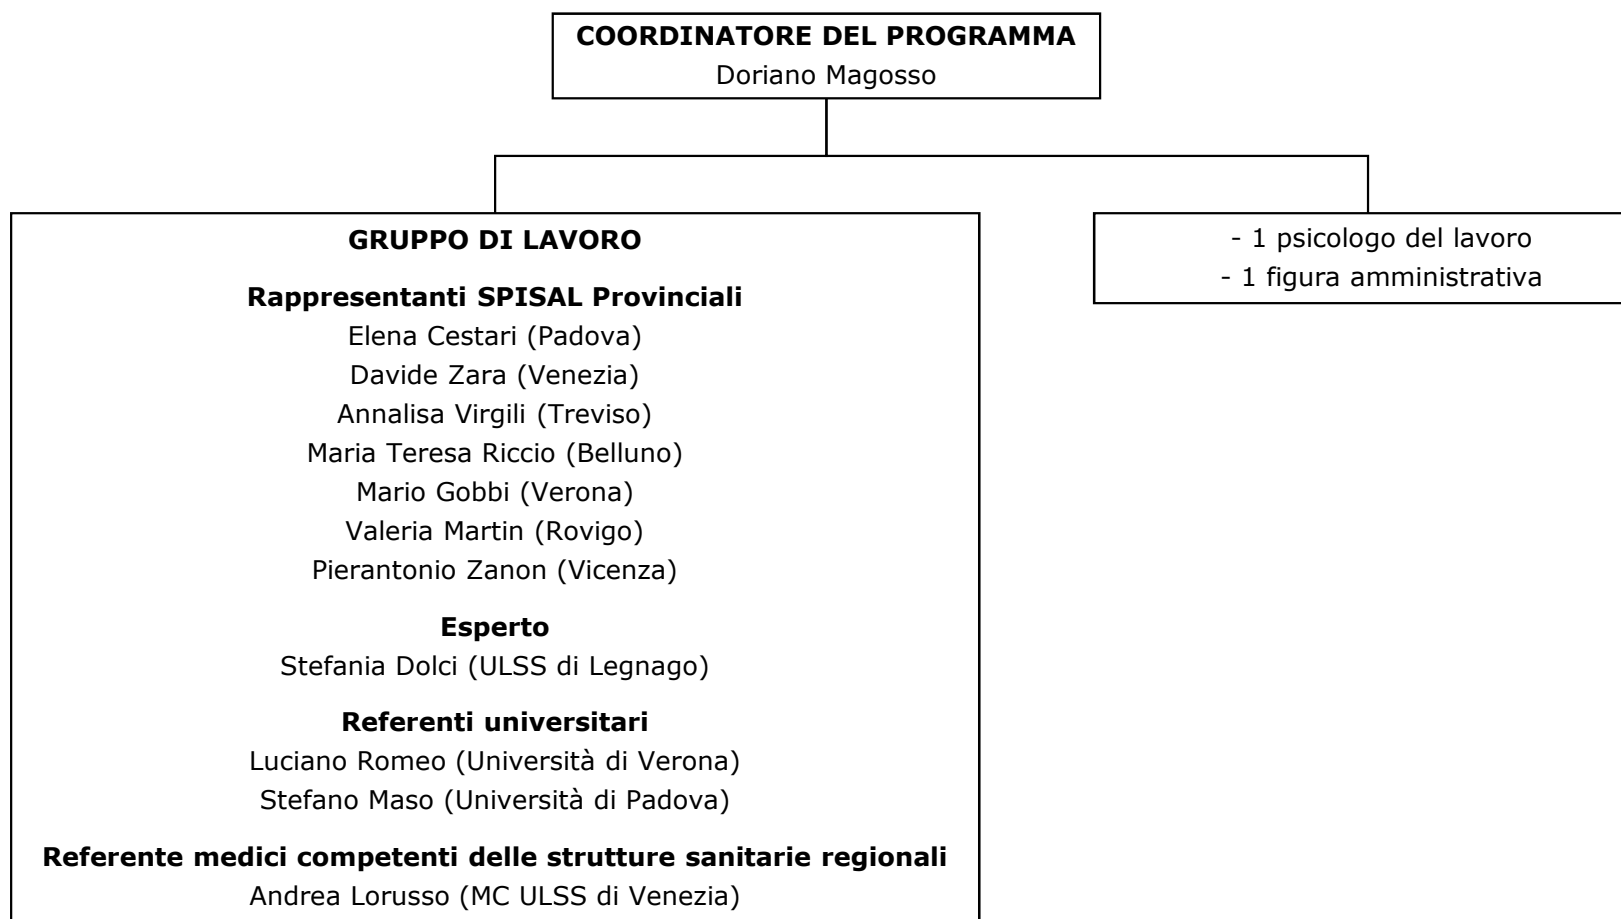 COORDINATORE DEL PROGRAMMA
Doriano Magosso
GRUPPO DI LAVORO
Rappresentanti SPISAL Provinciali
Elena Cestari (Padova)
Davide Zara (Venezia)
Annalisa Virgili (Treviso)
Maria Teresa Riccio (Belluno)
Mario Gobbi (Verona)
Valeria Martin (Rovigo)
Pierantonio Zanon (Vicenza)
Esperto
Stefania Dolci (ULSS di Legnago)
Referenti universitari
Luciano Romeo (Università di Verona)
Stefano Maso (Università di Padova)
Referente medici competenti delle strutture sanitarie regionali
Andrea Lorusso (MC ULSS di Venezia)
- 1 psicologo del lavoro
- 1 figura amministrativa